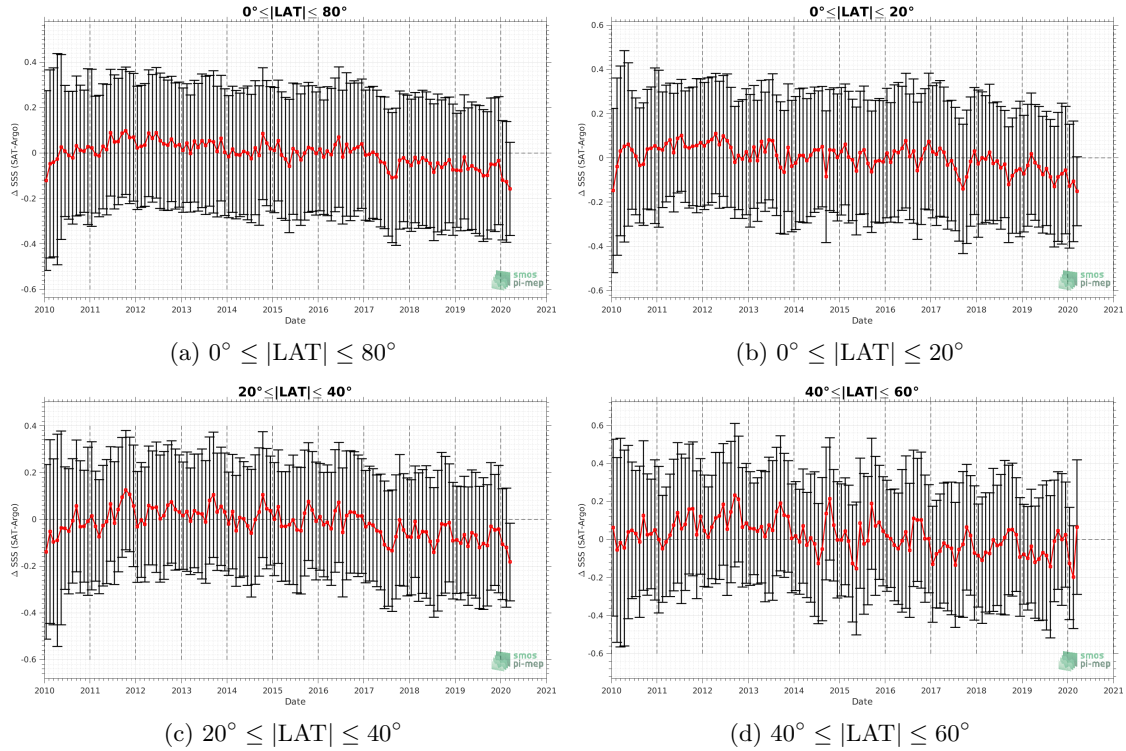 0°≤|LAT|≤ 80°
Δ SSS (SAT-Argo)
0.4
0.2
0
-0.2
-0.4
-0.6
2010 2011 2012 2013 2014 2015 2016 2017 2018 2019 2020 2021
Date
smos
pi-mep
(a) 0° ≤ |LAT| ≤ 80°
0°≤|LAT|≤ 20°
Δ SSS (SAT-Argo)
0.6
0.4
0.2
0
-0.2
-0.4
-0.6
2010 2011 2012 2013 2014 2015 2016 2017 2018 2019 2020 2021
Date
smos
pi-mep
(b) 0° ≤ |LAT| ≤ 20°
20°≤|LAT|≤ 40°
Δ SSS (SAT-Argo)
0.4
0.2
0
-0.2
-0.4
-0.6
2010 2011 2012 2013 2014 2015 2016 2017 2018 2019 2020 2021
Date
smos
pi-mep
(c) 20° ≤ |LAT| ≤ 40°
40°≤|LAT|≤ 60°
Δ SSS (SAT-Argo)
0.6
0.4
0.2
0
-0.2
-0.4
-0.6
2010 2011 2012 2013 2014 2015 2016 2017 2018 2019 2020 2021
Date
smos
pi-mep
(d) 40° ≤ |LAT| ≤ 60°